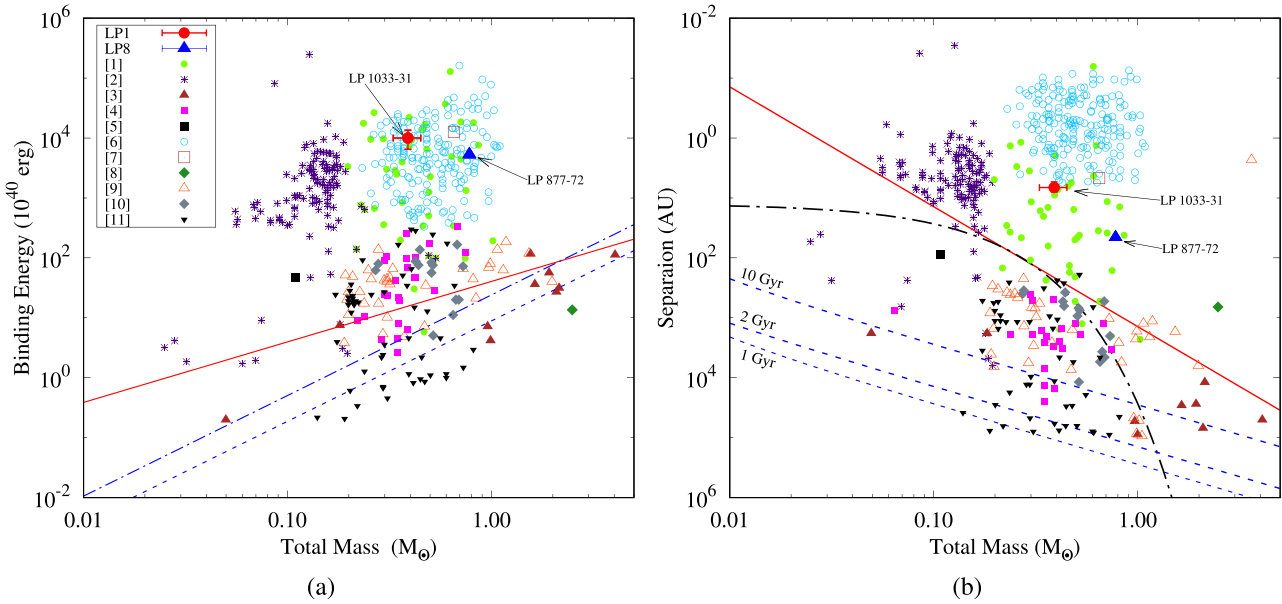 Binding Energy (10^40 erg)
10^6
10^4
10^2
10^0
10^-2
LP1
LP8
[1]
[2]
[3]
[4]
[5]
[6]
[7]
[8]
[9]
[10]
[11]
LP 1033-31
LP 877-72
0.01
0.10
1.00
Total Mass (M⊙)
(a)
Separaion (AU)
10^-2
10^0
10^2
10^4
10^6
LP 1033-31
LP 877-72
10 Gyr
2 Gyr
1 Gyr
0.01
0.10
1.00
Total Mass (M⊙)
(b)